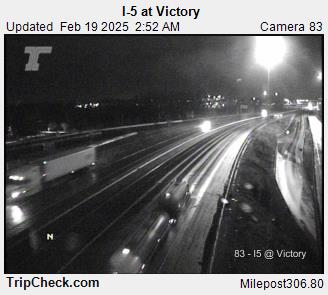 I-5 at Victory
Updated Feb 19 2025 2:52 AM Camera 83
T
N
83 - I5 @ Victory
TripCheck.com Milepost306.80